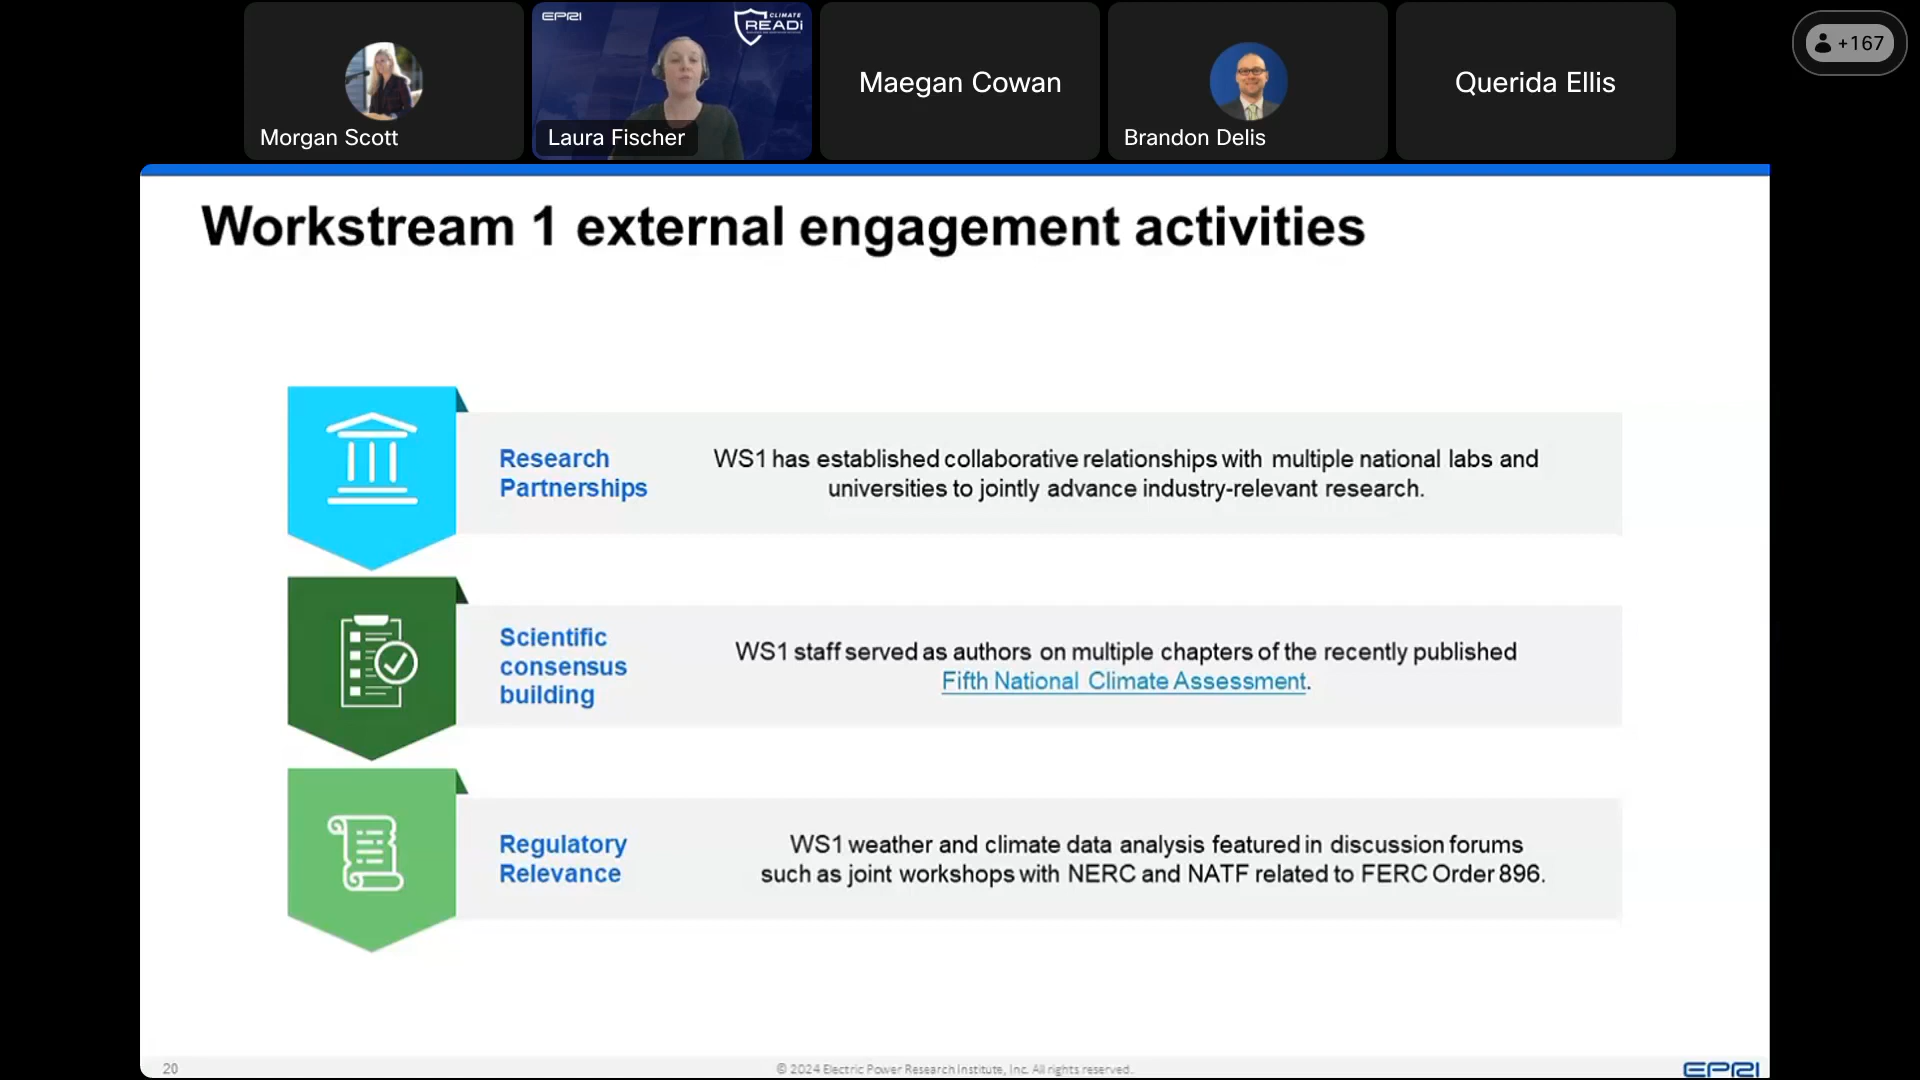 EPRI
CLIMATE
READi
+167
Morgan Scott
Laura Fischer
Maegan Cowan
Brandon Delis
Querida Ellis
Workstream 1 external engagement activities
Research
Partnerships
WS1 has established collaborative relationships with multiple national labs and
universities to jointly advance industry-relevant research.
Scientific
consensus
building
WS1 staff served as authors on multiple chapters of the recently published
Fifth National Climate Assessment.
Regulatory
Relevance
WS1 weather and climate data analysis featured in discussion forums
such as joint workshops with NERC and NATF related to FERC Order 896.
20
© 2024 Electric Power Research Institute, Inc. All rights reserved.
EPRI